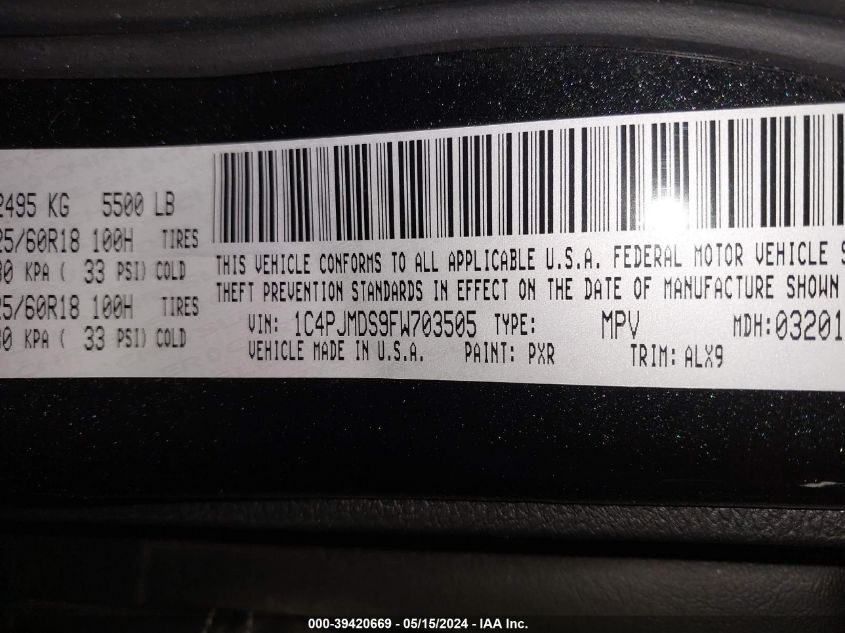 2495 KG 5500 LB
25/60R18 100H TIRES
30 KPA ( 33 PSI) COLD
25/60R18 100H TIRES
30 KPA ( 33 PSI) COLD
THIS VEHICLE CONFORMS TO ALL APPLICABLE U.S.A. FEDERAL MOTOR VEHICLE S
THEFT PREVENTION STANDARDS IN EFFECT ON THE DATE OF MANUFACTURE SHOWN
VIN: 1C4PJMDS9FW703505 TYPE: MPV MDH:03201
VEHICLE MADE IN U.S.A. PAINT: PXR TRIM: ALX9
000-39420669 - 05/15/2024 - IAA Inc.